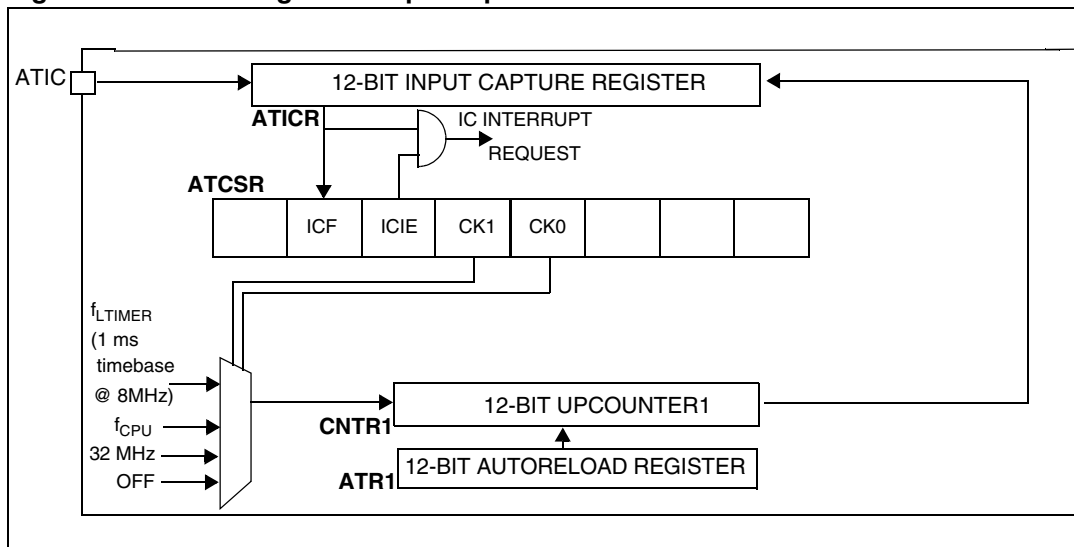 ATIC
12-BIT INPUT CAPTURE REGISTER
ATICR
IC INTERRUPT
REQUEST
ATCSR
ICF
ICIE
CK1
CK0
fLTIMER
(1 ms
timebase
@ 8MHz)
fCPU
32 MHz
OFF
12-BIT UPCOUNTER1
CNTR1
12-BIT AUTORELOAD REGISTER
ATR1